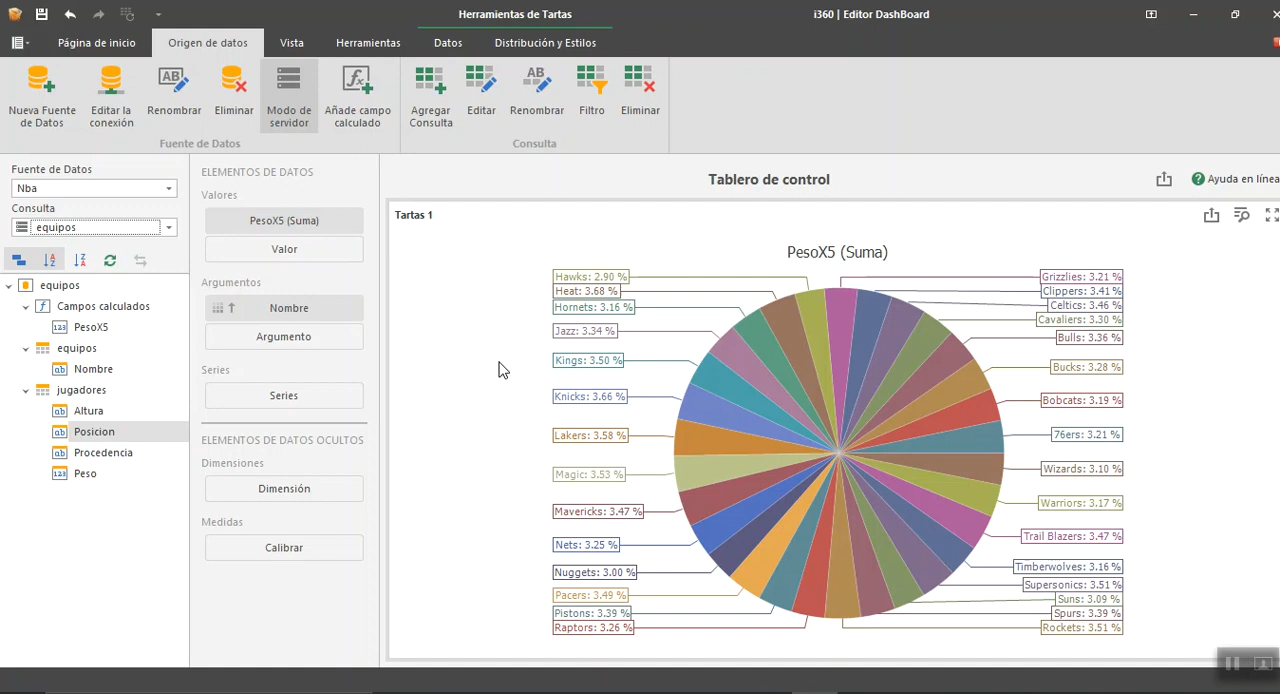 Herramientas de Tartas
i360 | Editor DashBoard
Página de inicio
Origen de datos
Vista
Herramientas
Datos
Distribución y Estilos
Nueva Fuente
de Datos
Editar la
conexión
Renombrar
Eliminar
Modo de
servidor
Añade campo
calculado
Agregar
Consulta
Editar
Renombrar
Filtro
Eliminar
Fuente de Datos
Consulta
Fuente de Datos
Nba
Consulta
equipos
equipos
Campos calculados
PesoX5
equipos
Nombre
jugadores
Altura
Posicion
Procedencia
Peso
ELEMENTOS DE DATOS
Valores
PesoX5 (Suma)
Valor
Argumentos
Nombre
Argumento
Series
Series
ELEMENTOS DE DATOS OCULTOS
Dimensiones
Dimensión
Medidas
Calibrar
Tablero de control
Ayuda en línea
Tartas 1
PesoX5 (Suma)
Hawks: 2.90 %
Heat: 3.68 %
Hornets: 3.16 %
Jazz: 3.34 %
Kings: 3.50 %
Knicks: 3.66 %
Lakers: 3.58 %
Magic: 3.53 %
Mavericks: 3.47 %
Nets: 3.25 %
Nuggets: 3.00 %
Pacers: 3.49 %
Pistons: 3.39 %
Raptors: 3.26 %
Grizzlies: 3.21 %
Clippers: 3.41 %
Celtics: 3.46 %
Cavaliers: 3.30 %
Bulls: 3.36 %
Bucks: 3.28 %
Bobcats: 3.19 %
76ers: 3.21 %
Wizards: 3.10 %
Warriors: 3.17 %
Trail Blazers: 3.47 %
Timberwolves: 3.16 %
Supersonics: 3.51 %
Suns: 3.09 %
Spurs: 3.39 %
Rockets: 3.51 %